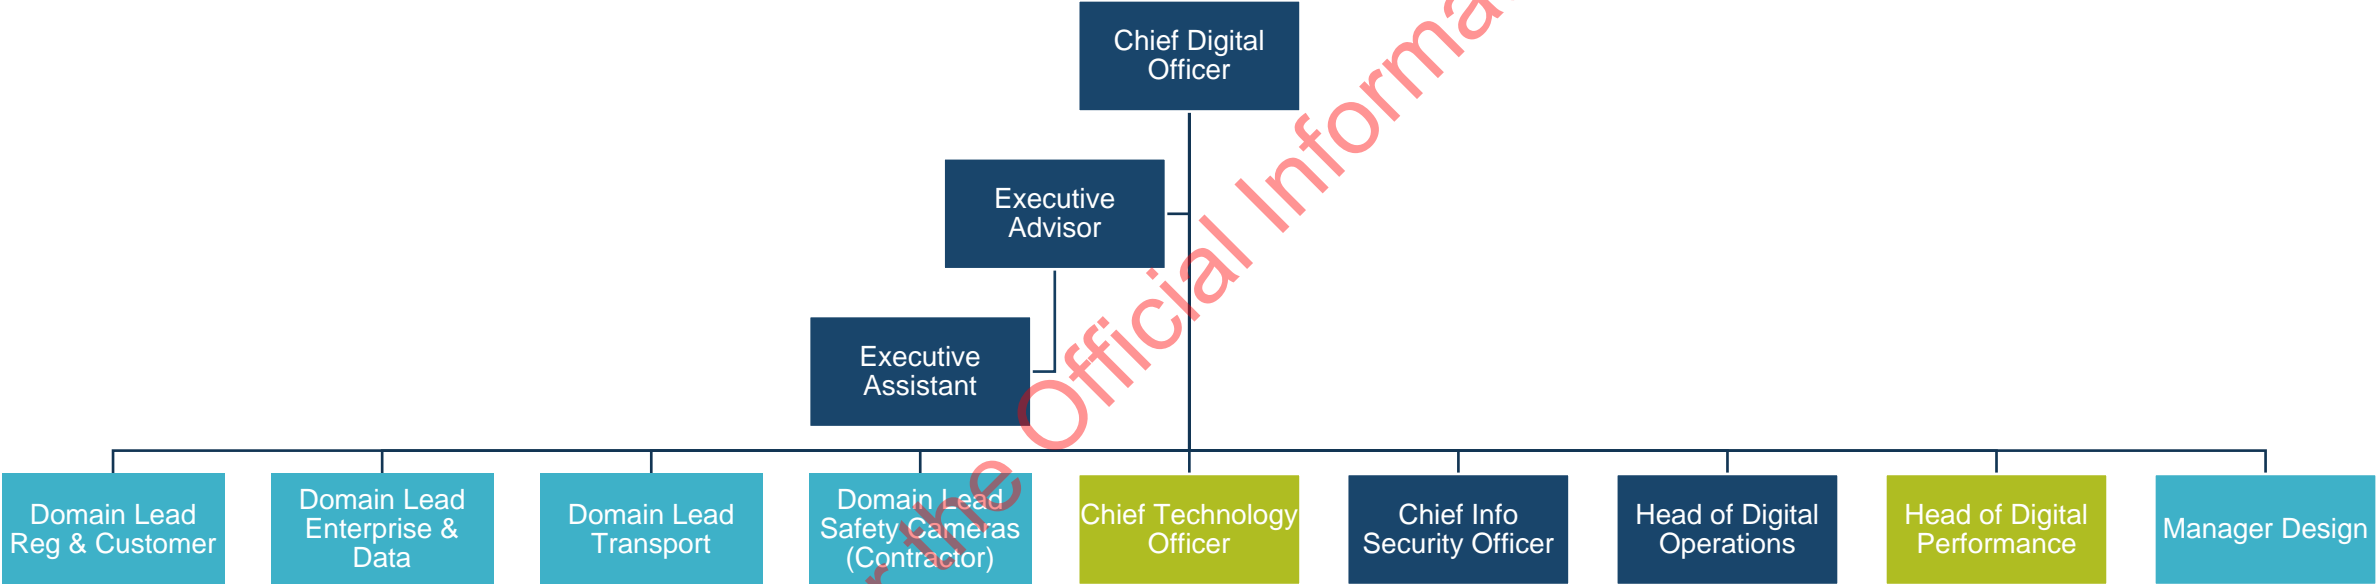 Chief Digital
Officer
Executive
Advisor
Executive
Assistant
Domain Lead
Reg & Customer
Domain Lead
Enterprise &
Data
Domain Lead
Transport
Domain Lead
Safety Cameras
(Contractor)
Chief Technology
Officer
Chief Info
Security Officer
Head of Digital
Operations
Head of Digital
Performance
Manager Design
the Official